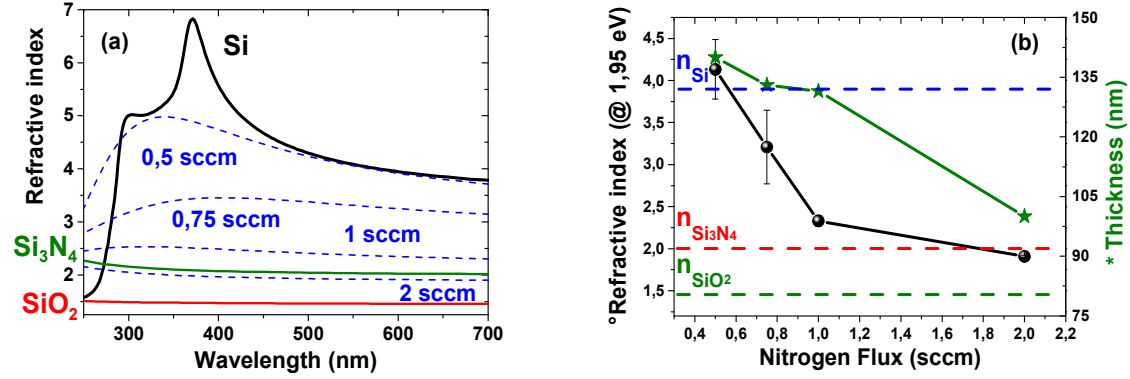 (a)
Si
0,5 sccm
0,75 sccm
1 sccm
2 sccm
Si3N4
SiO2
Refractive index
7
6
5
4
3
2
1
300 400 500 600 700
Wavelength (nm)
(b)
nSi
nSi3N4
nSiO2
°Refractive index (@ 1,95 eV)
4,5
4,0
3,5
3,0
2,5
2,0
1,5
0,4 0,6 0,8 1,0 1,2 1,4 1,6 1,8 2,0 2,2
Nitrogen Flux (sccm)
150
135
120
105
90
75
* Thickness (nm)